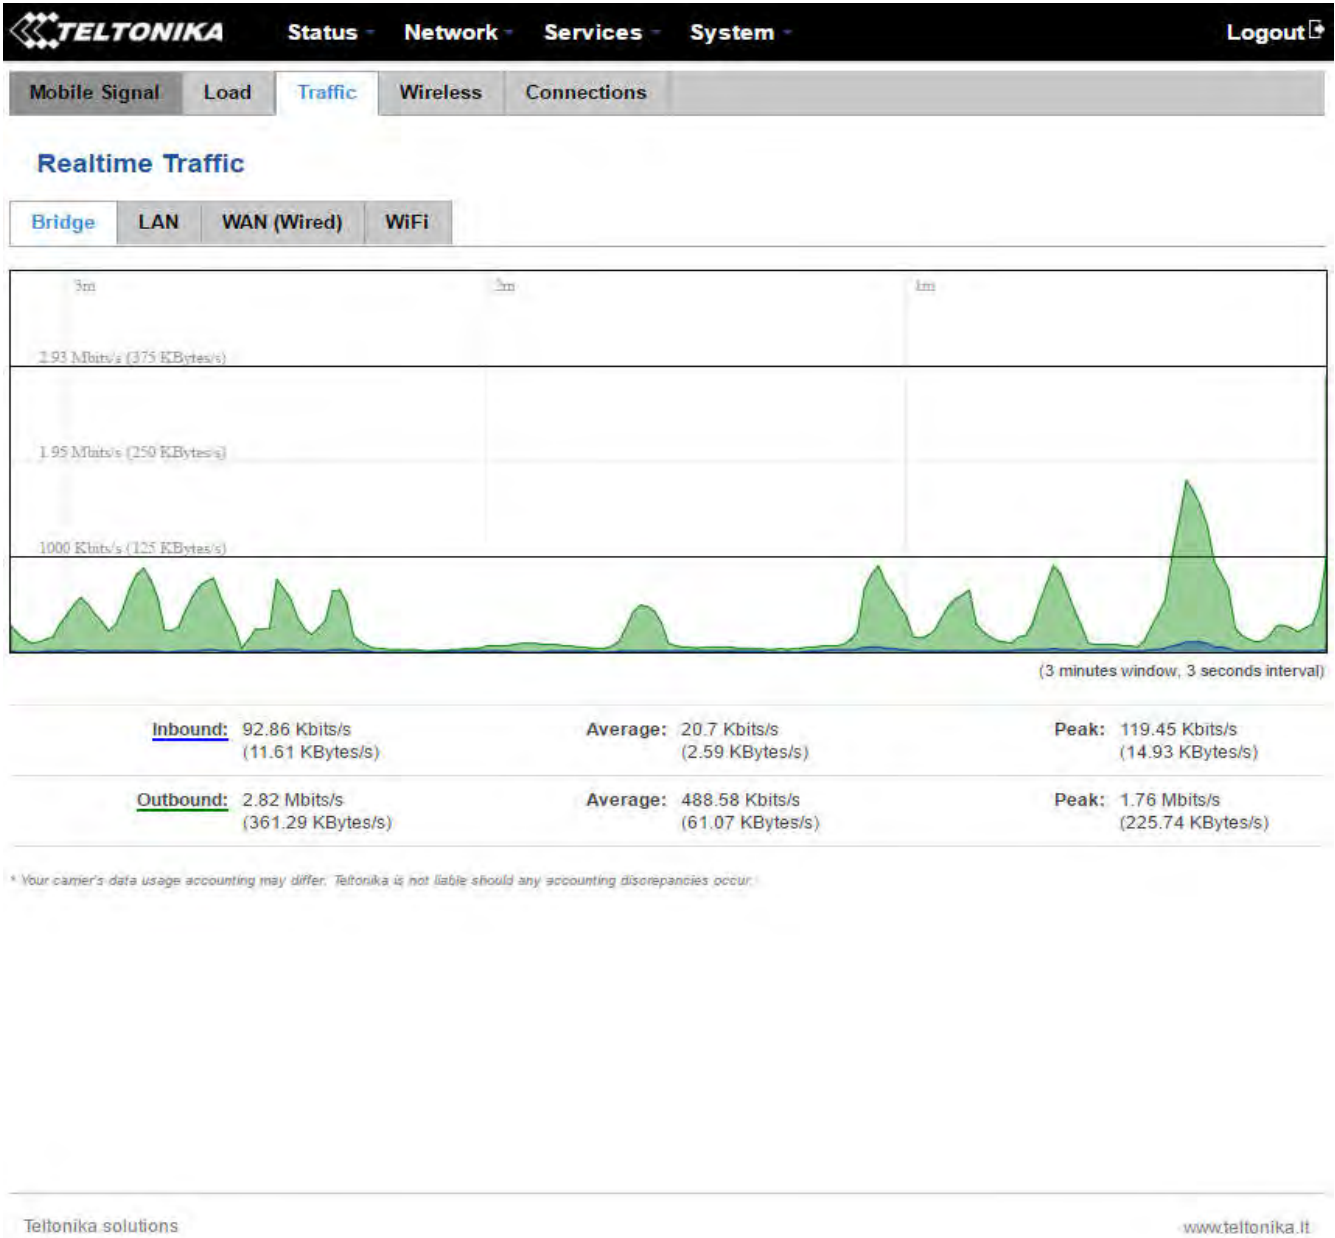 TELTONIKA Status Network Services System Logout
Mobile Signal Load Traffic Wireless Connections
Realtime Traffic
Bridge LAN WAN (Wired) WiFi
3m 2m 1m
2.93 Mbits/s (375 KBytes/s)
1.95 Mbits/s (250 KBytes/s)
1000 Kbits/s (125 KBytes/s)
(3 minutes window, 3 seconds interval)
Inbound: 92.86 Kbits/s Average: 20.7 Kbits/s Peak: 119.45 Kbits/s
(11.61 KBytes/s) (2.59 KBytes/s) (14.93 KBytes/s)
Outbound: 2.82 Mbits/s Average: 488.58 Kbits/s Peak: 1.76 Mbits/s
(361.29 KBytes/s) (61.07 KBytes/s) (225.74 KBytes/s)
* Your carrier's data usage accounting may differ. Teltonika is not liable should any accounting discrepancies occur.
Teltonika solutions www.teltonika.lt